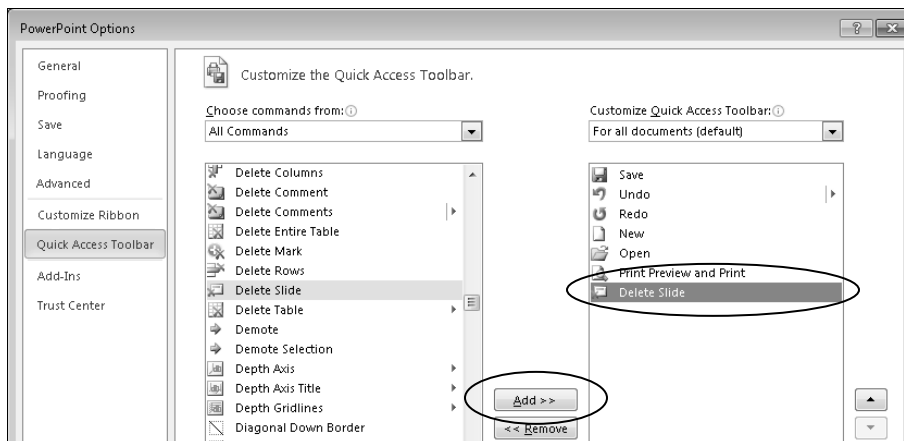 PowerPoint Options
General
Proofing
Save
Language
Advanced
Customize Ribbon
Quick Access Toolbar
Add-Ins
Trust Center
Customize the Quick Access Toolbar.
Choose commands from:
All Commands
Delete Columns
Delete Comment
Delete Comments
Delete Entire Table
Delete Mark
Delete Rows
Delete Slide
Delete Table
Demote
Demote Selection
Depth Axis
Depth Axis Title
Depth Gridlines
Diagonal Down Border
Add >>
<< Remove
Customize Quick Access Toolbar:
For all documents (default)
Save
Undo
Redo
New
Open
Print Preview and Print
Delete Slide